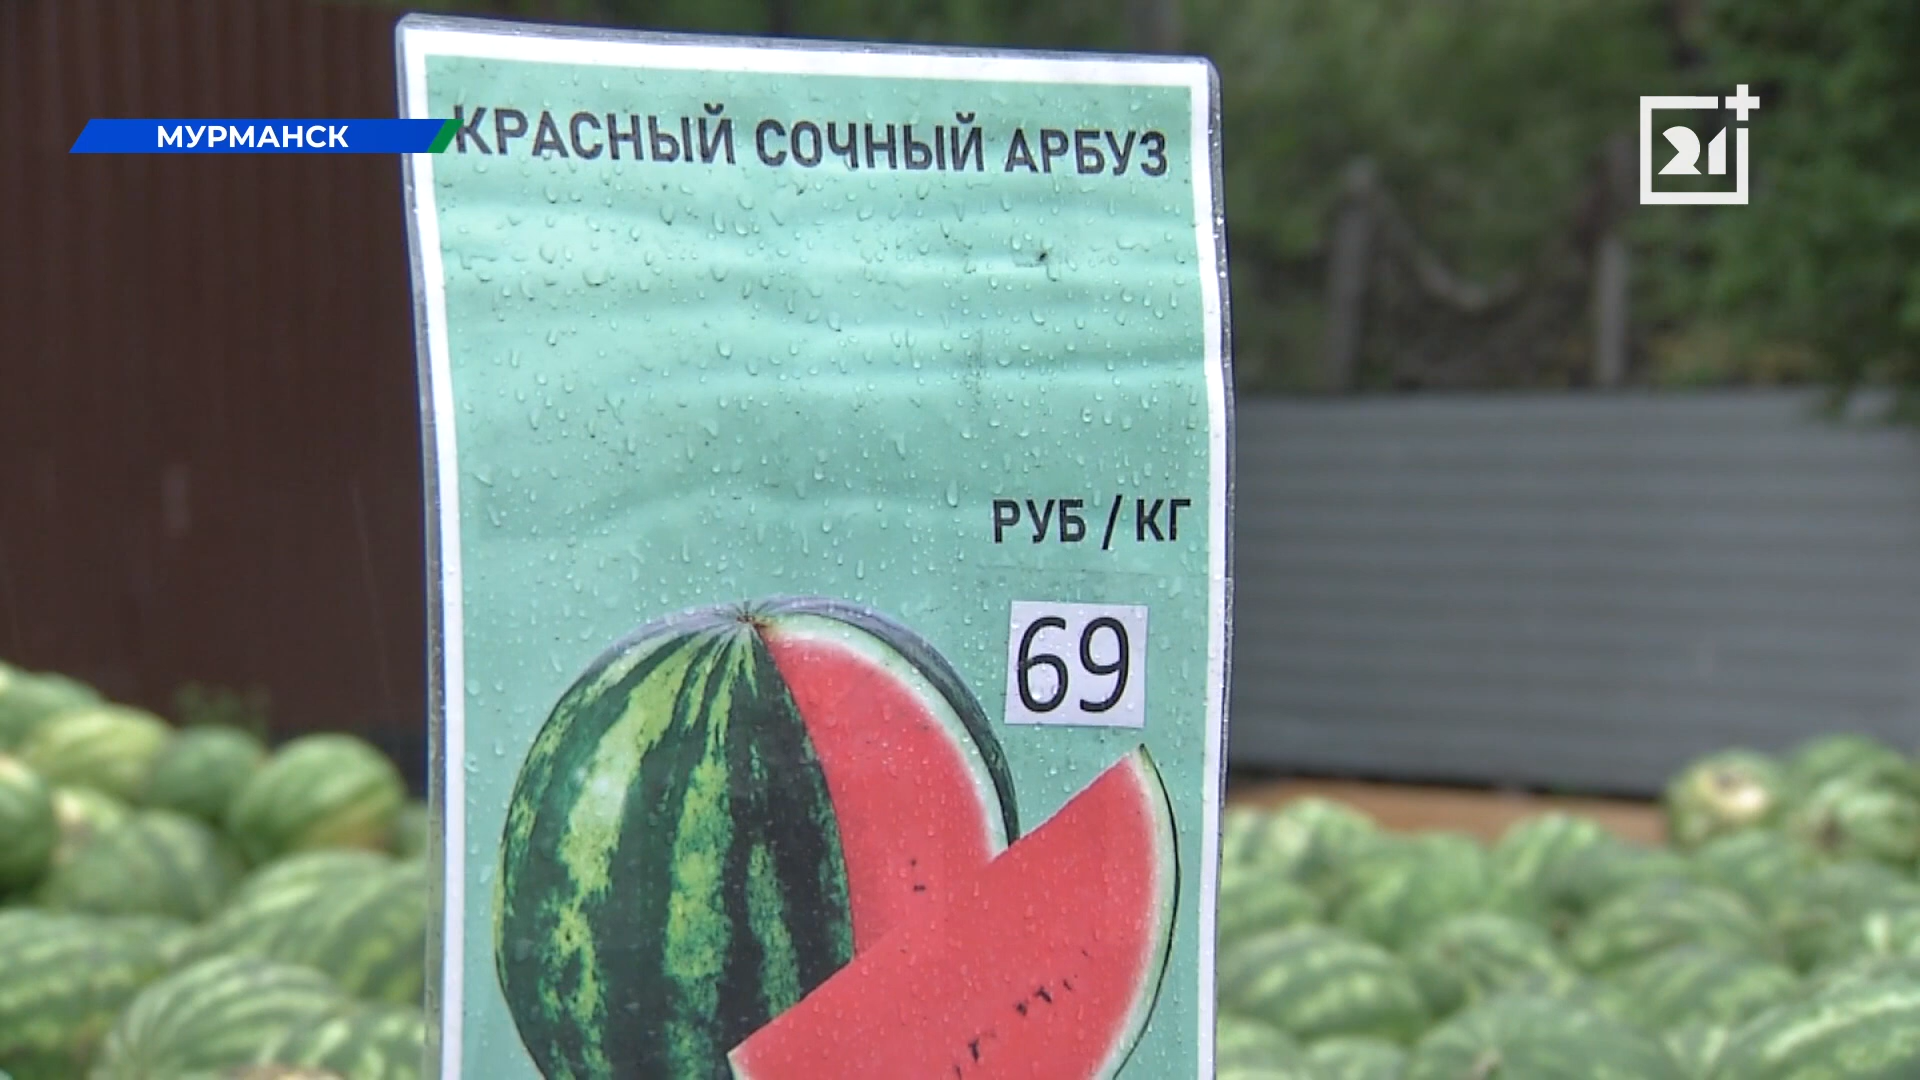 МУРМАНСК
КРАСНЫЙ СОЧНЫЙ АРБУЗ
21+
РУБ / КГ
69